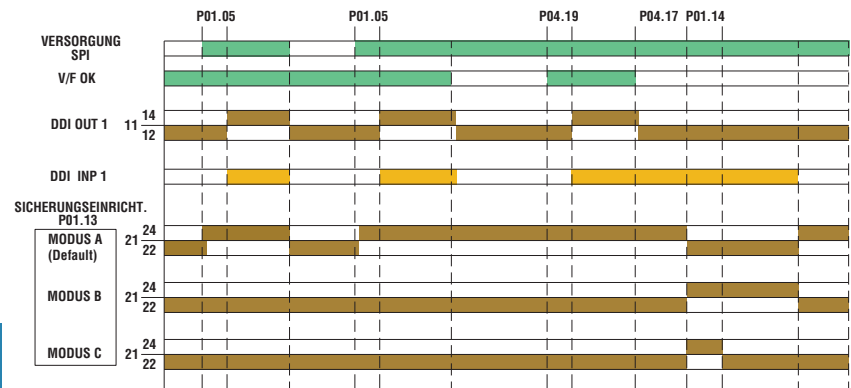 P01.05 P01.05 P04.19 P04.17 P01.14
VERSORGUNG
SPI
V/F OK
14
DDI OUT 1 11
12
DDI INP 1
SICHERUNGSEINRICHT.
P01.13
24
MODUS A 21
22
(Default)
24
MODUS B 21
22
24
MODUS C 21
22